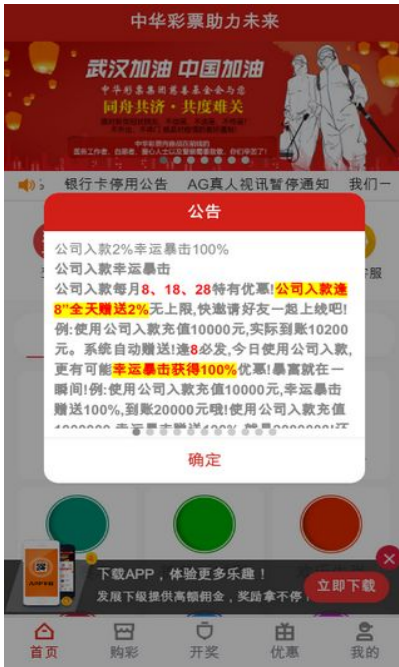 中华彩票助力未来
武汉加油 中国加油
中华彩票集团慈善基金会与您
同舟共济·共度难关
银行卡停用公告 AG真人视讯暂停通知 我们一
公告
公司入款2%幸运暴击100%
公司入款幸运暴击
公司入款每月8、18、28特有优惠!公司入款逢
8"全天赠送2%无上限,快邀请好友一起上线吧!
例:使用公司入款充值10000元,实际到账10200
元。系统自动赠送!逢8必发,今日使用公司入款,
更有可能幸运暴击获得100%优惠!暴富就在一
瞬间!例:使用公司入款充值10000元,幸运暴击
赠送100%,到账20000元哦!使用公司入款充值
确定
下载APP，体验更多乐趣！
发展下级提供高额佣金，奖励拿不停
立即下载
首页 购彩 开奖 优惠 我的